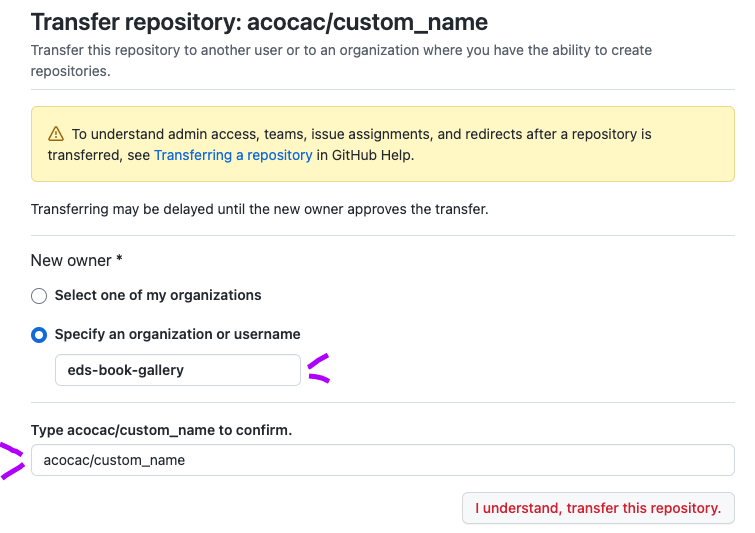 Transfer repository: acocac/custom_name
Transfer this repository to another user or to an organization where you have the ability to create
repositories.
To understand admin access, teams, issue assignments, and redirects after a repository is
transferred, see Transferring a repository in GitHub Help.
Transferring may be delayed until the new owner approves the transfer.
New owner *
Select one of my organizations
Specify an organization or username
eds-book-gallery
Type acocac/custom_name to confirm.
acocac/custom_name
I understand, transfer this repository.